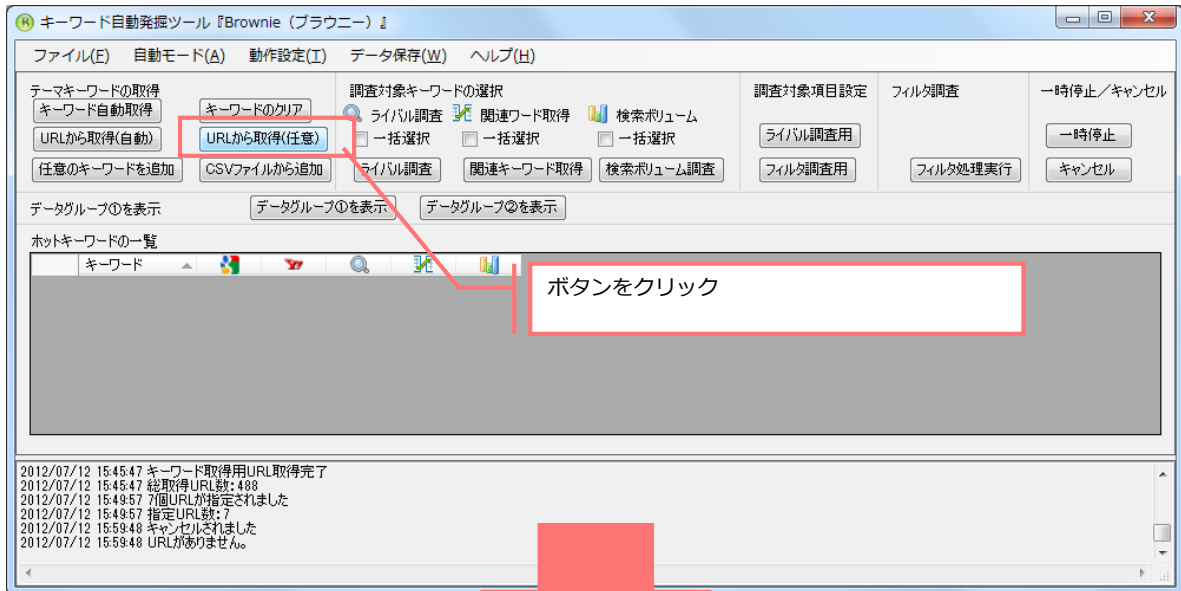 キーワード自動発掘ツール『Brownie（ブラウニー）』
ファイル(F) 自動モード(A) 動作設定(T) データ保存(W) ヘルプ(H)
テーマキーワードの取得 調査対象キーワードの選択 調査対象項目設定 フィルタ調査 一時停止／キャンセル
キーワード自動取得 キーワードのクリア ライバル調査 関連ワード取得 検索ボリューム
URLから取得(自動) URLから取得(任意) 一括選択 一括選択 一括選択 ライバル調査用 一時停止
任意のキーワードを追加 CSVファイルから追加 ライバル調査 関連キーワード取得 検索ボリューム調査 フィルタ調査用 フィルタ処理実行 キャンセル
データグループ①を表示 データグループ①を表示 データグループ②を表示
ホットキーワードの一覧
キーワード
ボタンをクリック
2012/07/12 15:45:47 キーワード取得用URL取得完了
2012/07/12 15:45:47 総取得URL数:488
2012/07/12 15:49:57 7個URLが指定されました
2012/07/12 15:49:57 指定URL数:7
2012/07/12 15:59:48 キャンセルされました
2012/07/12 15:59:48 URLがありません。